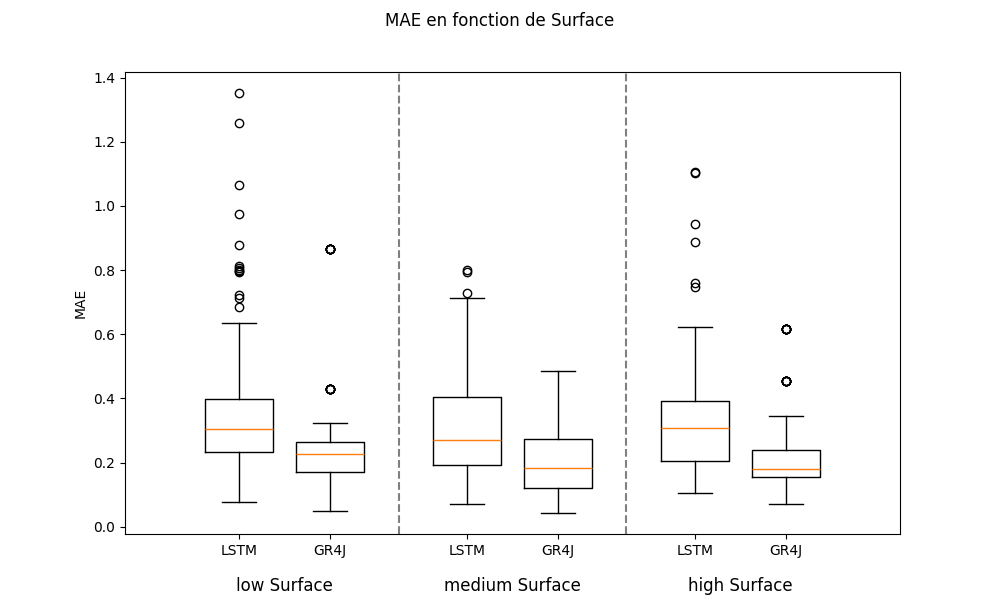 MAE en fonction de Surface
1.4
1.2
1.0
0.8
0.6
0.4
0.2
0.0
MAE
LSTM GR4J LSTM GR4J LSTM GR4J
low Surface medium Surface high Surface